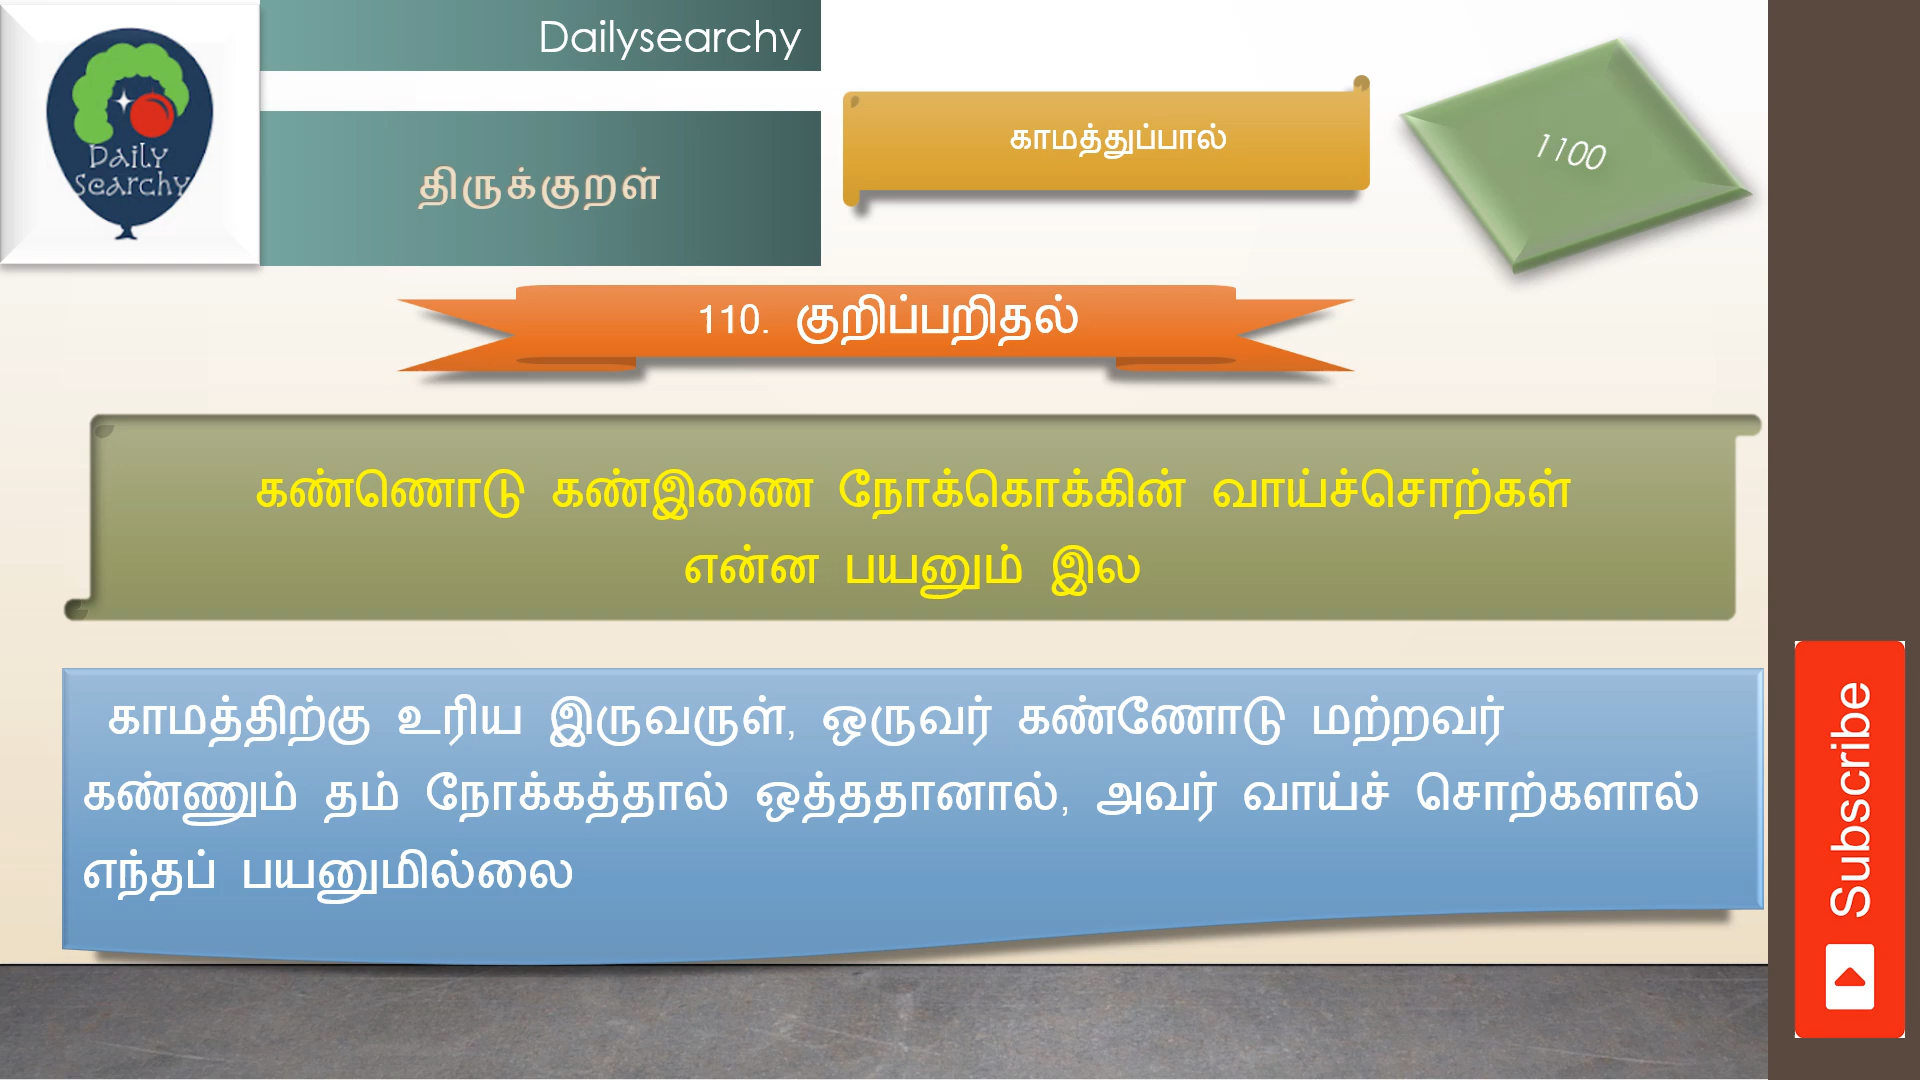 Dailysearchy
Daily
Searchy
திருக்குறள்
காமத்துப்பால்
1100
110. குறிப்பறிதல்
கண்ணொடு கண்இணை நோக்கொக்கின் வாய்ச்சொற்கள்
என்ன பயனும் இல
காமத்திற்கு உரிய இருவருள், ஒருவர் கண்ணோடு மற்றவர்
கண்ணும் தம் நோக்கத்தால் ஒத்ததானால், அவர் வாய்ச் சொற்களால்
எந்தப் பயனுமில்லை
Subscribe